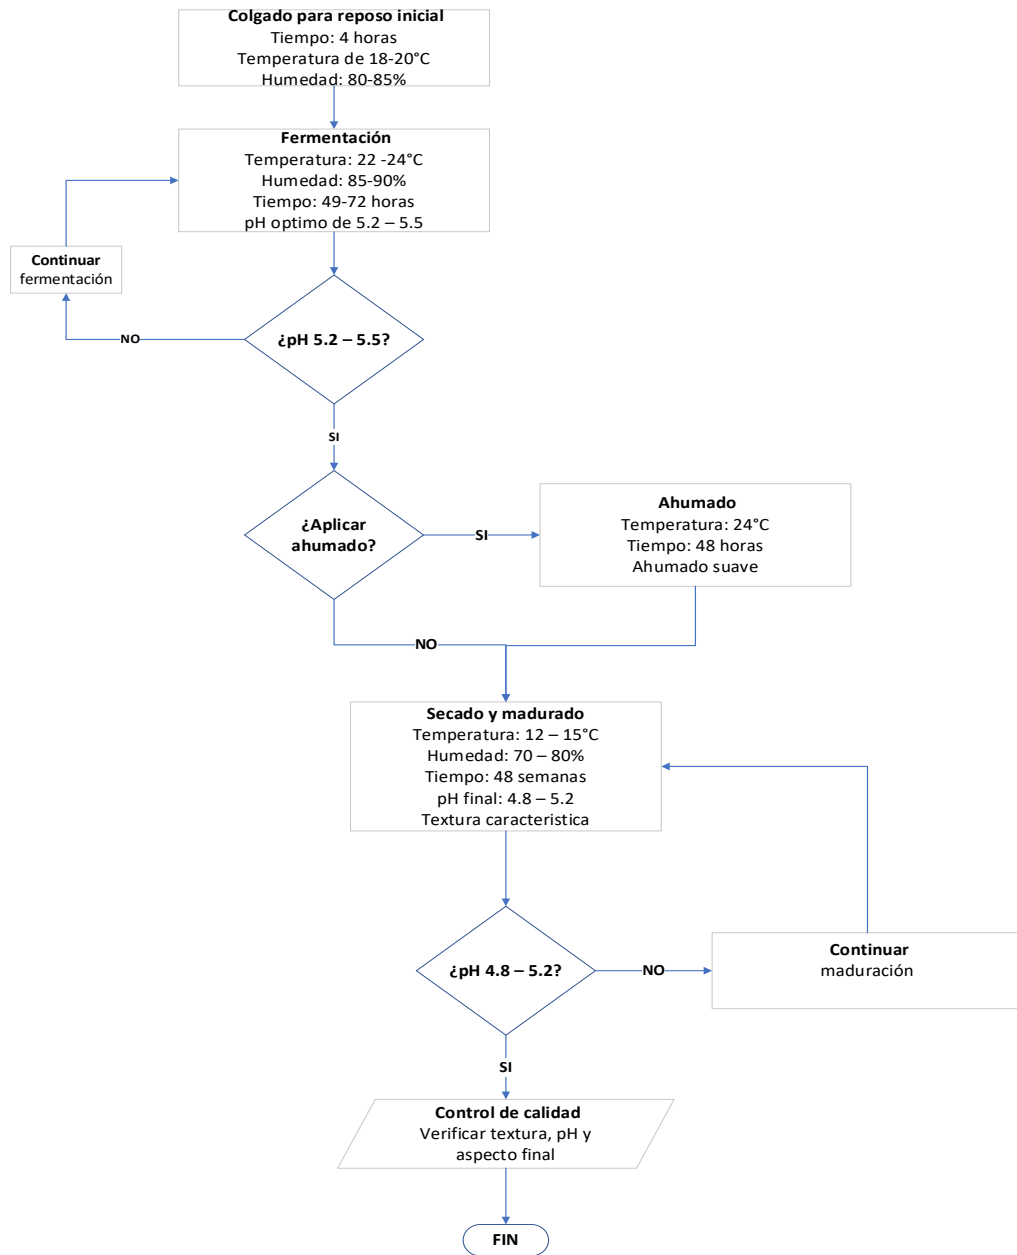 Colgado para reposo inicial
Tiempo: 4 horas
Temperatura de 18-20°C
Humedad: 80-85%
Fermentación
Temperatura: 22 -24°C
Humedad: 85-90%
Tiempo: 49-72 horas
pH optimo de 5.2 – 5.5
Continuar
fermentación
¿pH 5.2 – 5.5?
NO
SI
¿Aplicar
ahumado?
SI
Ahumado
Temperatura: 24°C
Tiempo: 48 horas
Ahumado suave
NO
Secado y madurado
Temperatura: 12 – 15°C
Humedad: 70 – 80%
Tiempo: 48 semanas
pH final: 4.8 – 5.2
Textura caracteristica
¿pH 4.8 – 5.2?
NO
Continuar
maduración
SI
Control de calidad
Verificar textura, pH y
aspecto final
FIN